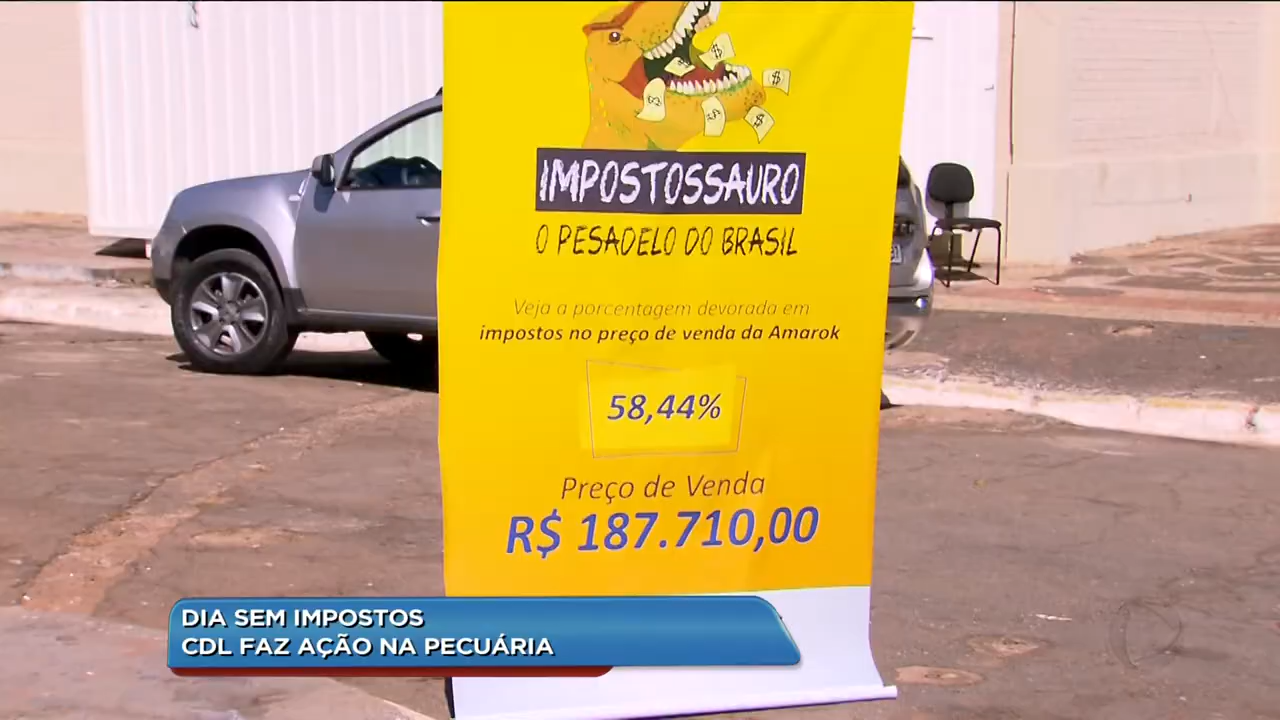 IMPOSTOSSAURO
O PESADELO DO BRASIL
Veja a porcentagem devorada em
impostos no preço de venda da Amarok
58,44%
Preço de Venda
R$ 187.710,00
DIA SEM IMPOSTOS
CDL FAZ AÇÃO NA PECUÁRIA